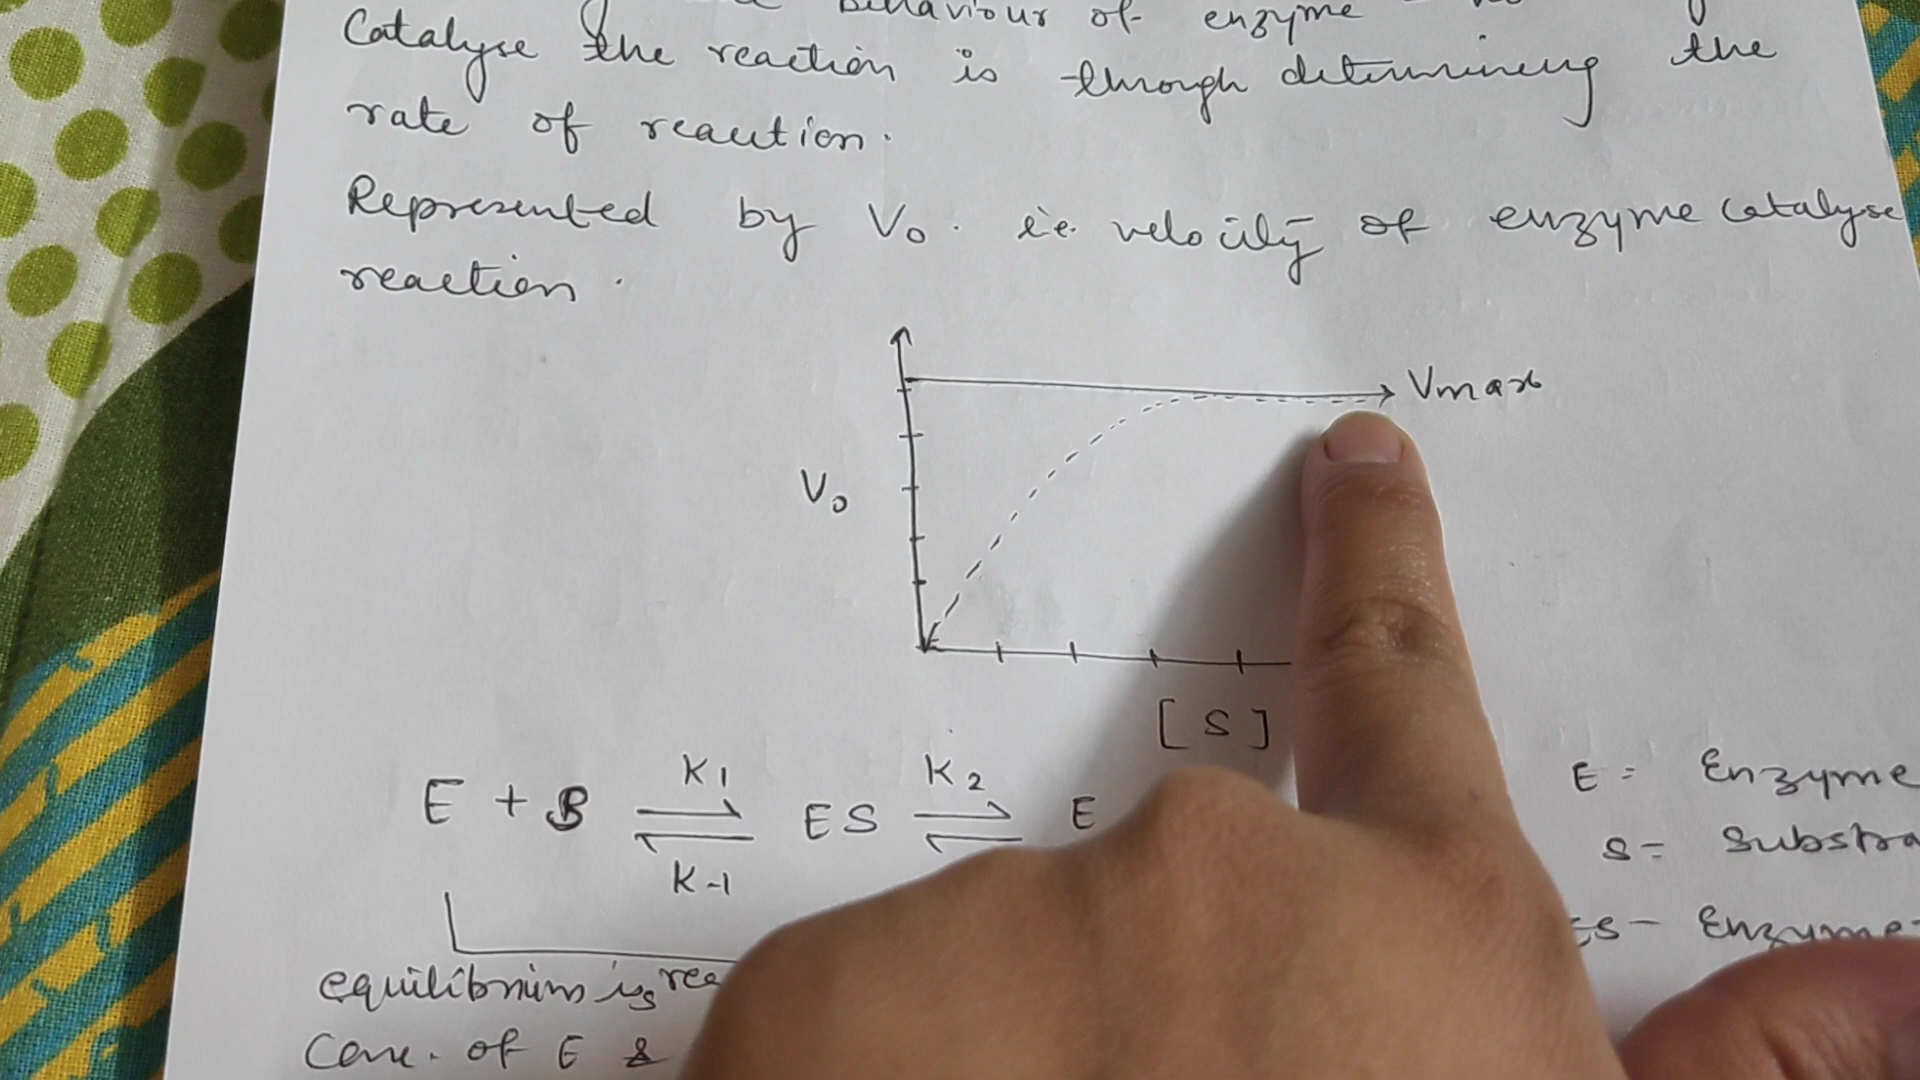 Behaviour of enzyme
Catalyse the reaction is through determining the
rate of reaction.
Represented by V0. i.e. velocity of enzyme Catalyse
reaction.
Vmax
V0
[S]
K1 K2
E + B ⇌ ES ⇌ E
K-1
E = Enzyme
S = Substra
ES - Enzyme-
equilibrium is rea
Conc. of E &